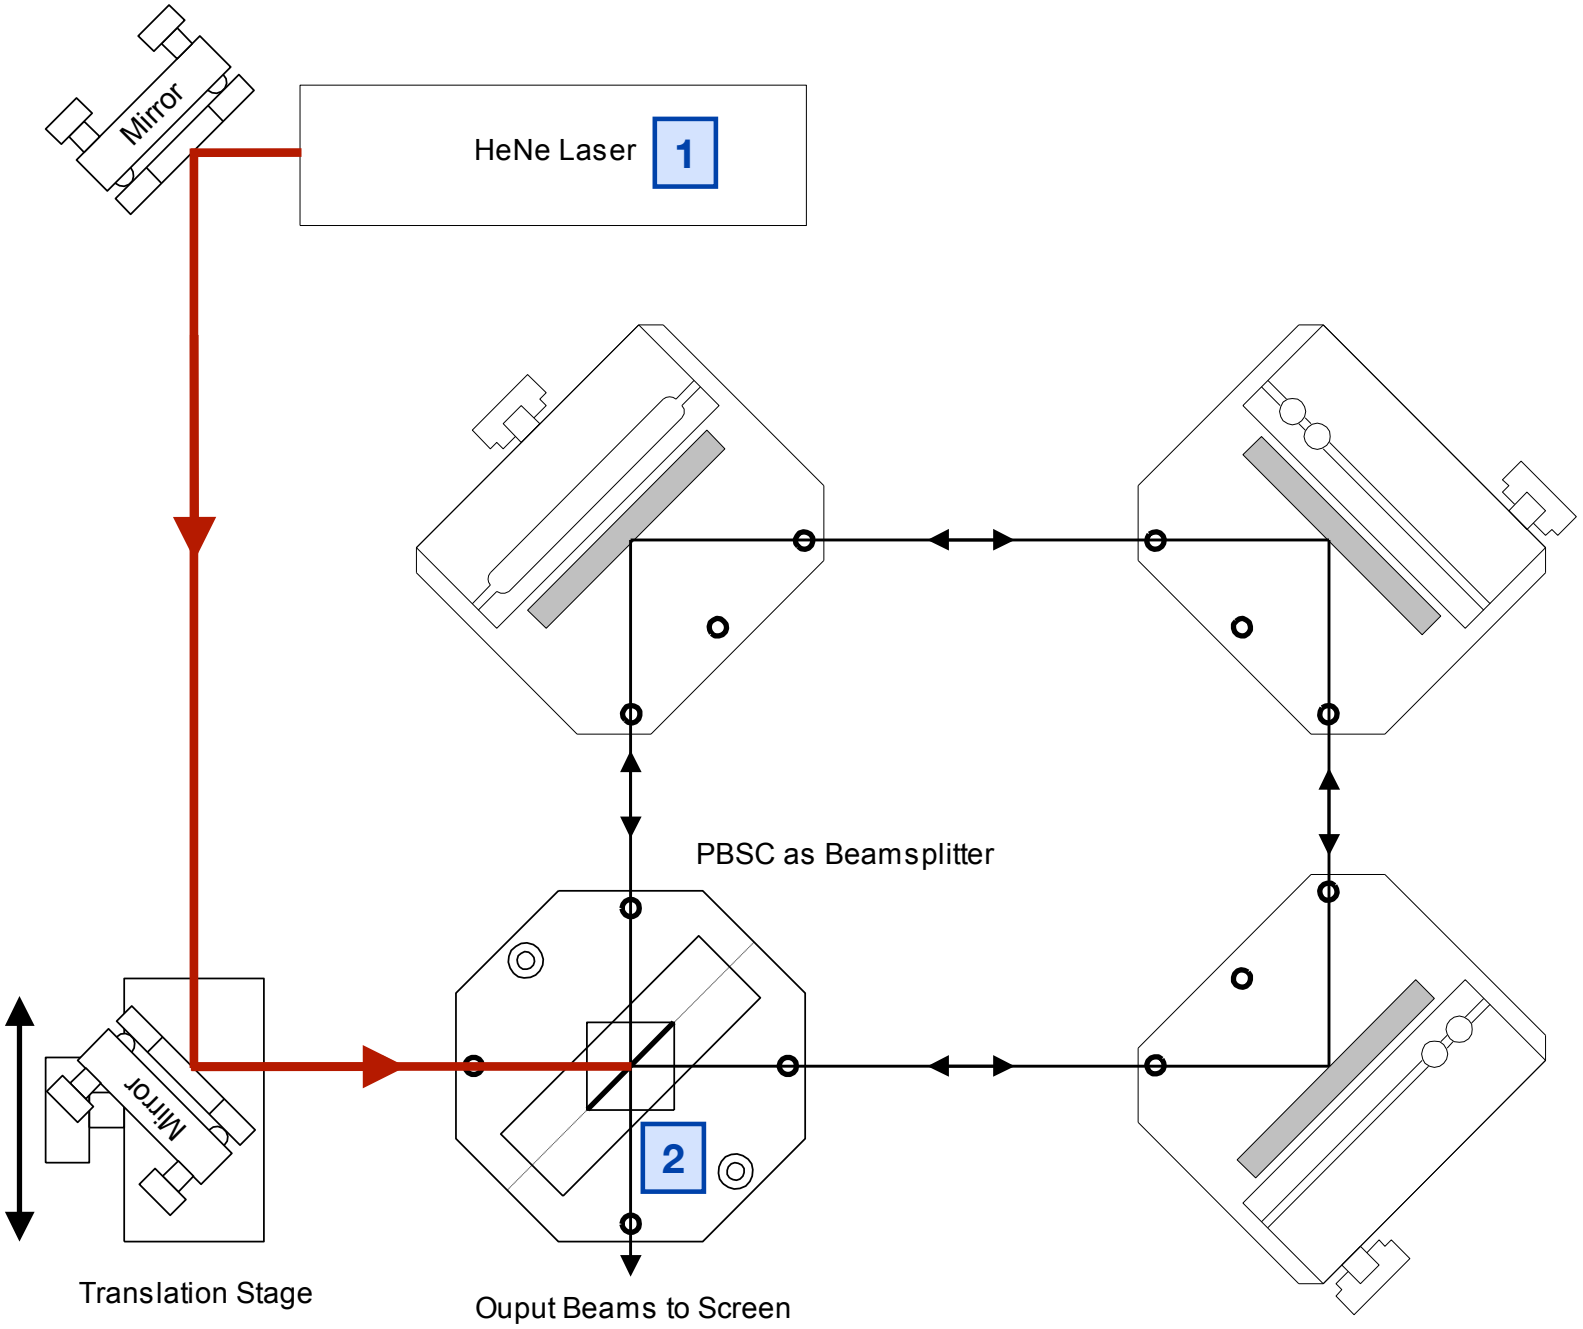 Mirror
HeNe Laser 1
PBSC as Beamsplitter
Mirror
2
Translation Stage
Ouput Beams to Screen